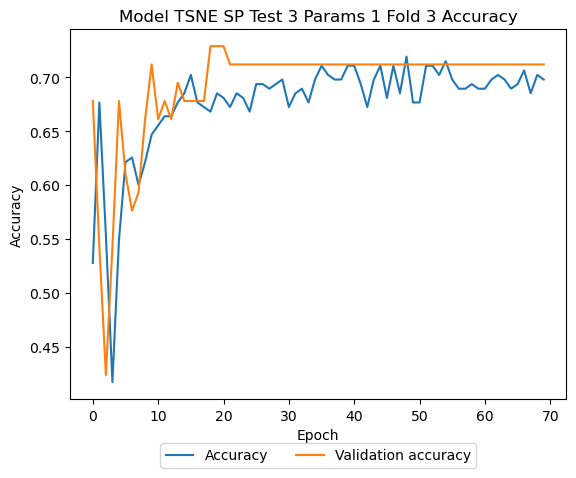 Model TSNE SP Test 3 Params 1 Fold 3 Accuracy
0.70
0.65
0.60
0.55
0.50
0.45
Accuracy
0 10 20 30 40 50 60 70
Epoch
Accuracy Validation accuracy